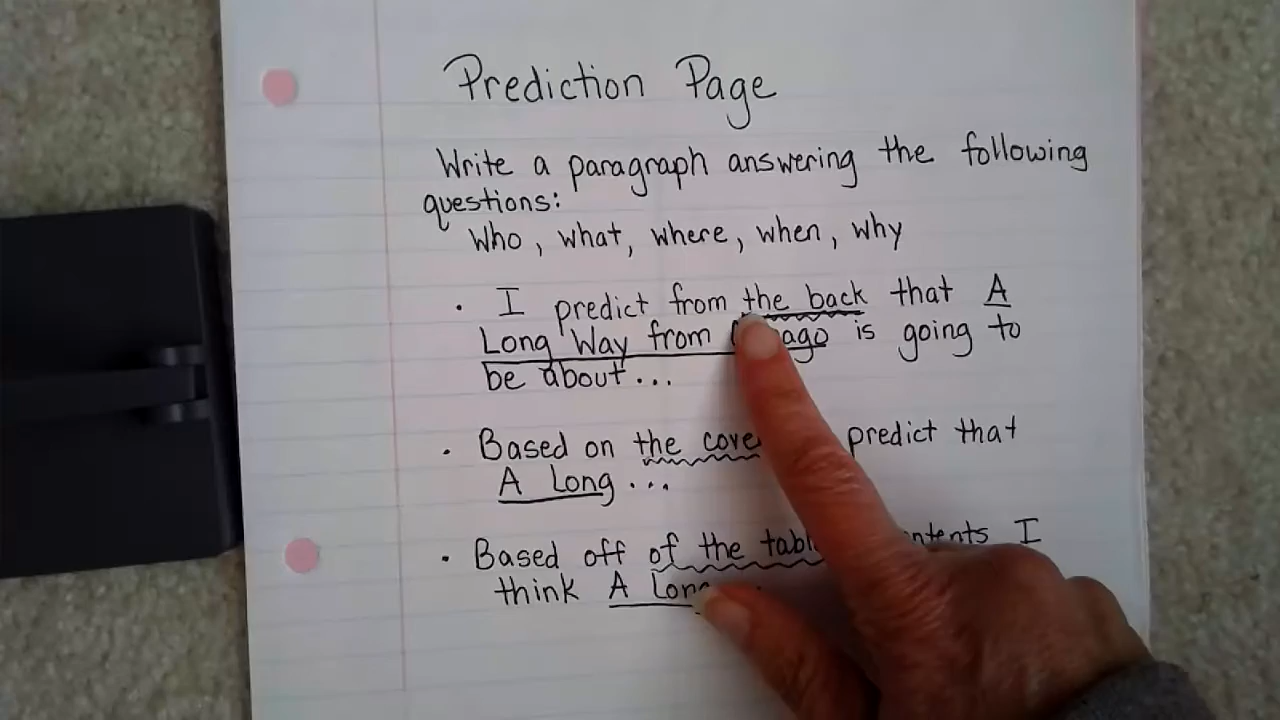 Prediction Page
Write a paragraph answering the following
questions:
Who, what, where, when, why
• I predict from the back that A
Long Way from ago is going to
be about...
• Based on the cove predict that
A Long...
• Based off of the tabl ntents I
think A Long